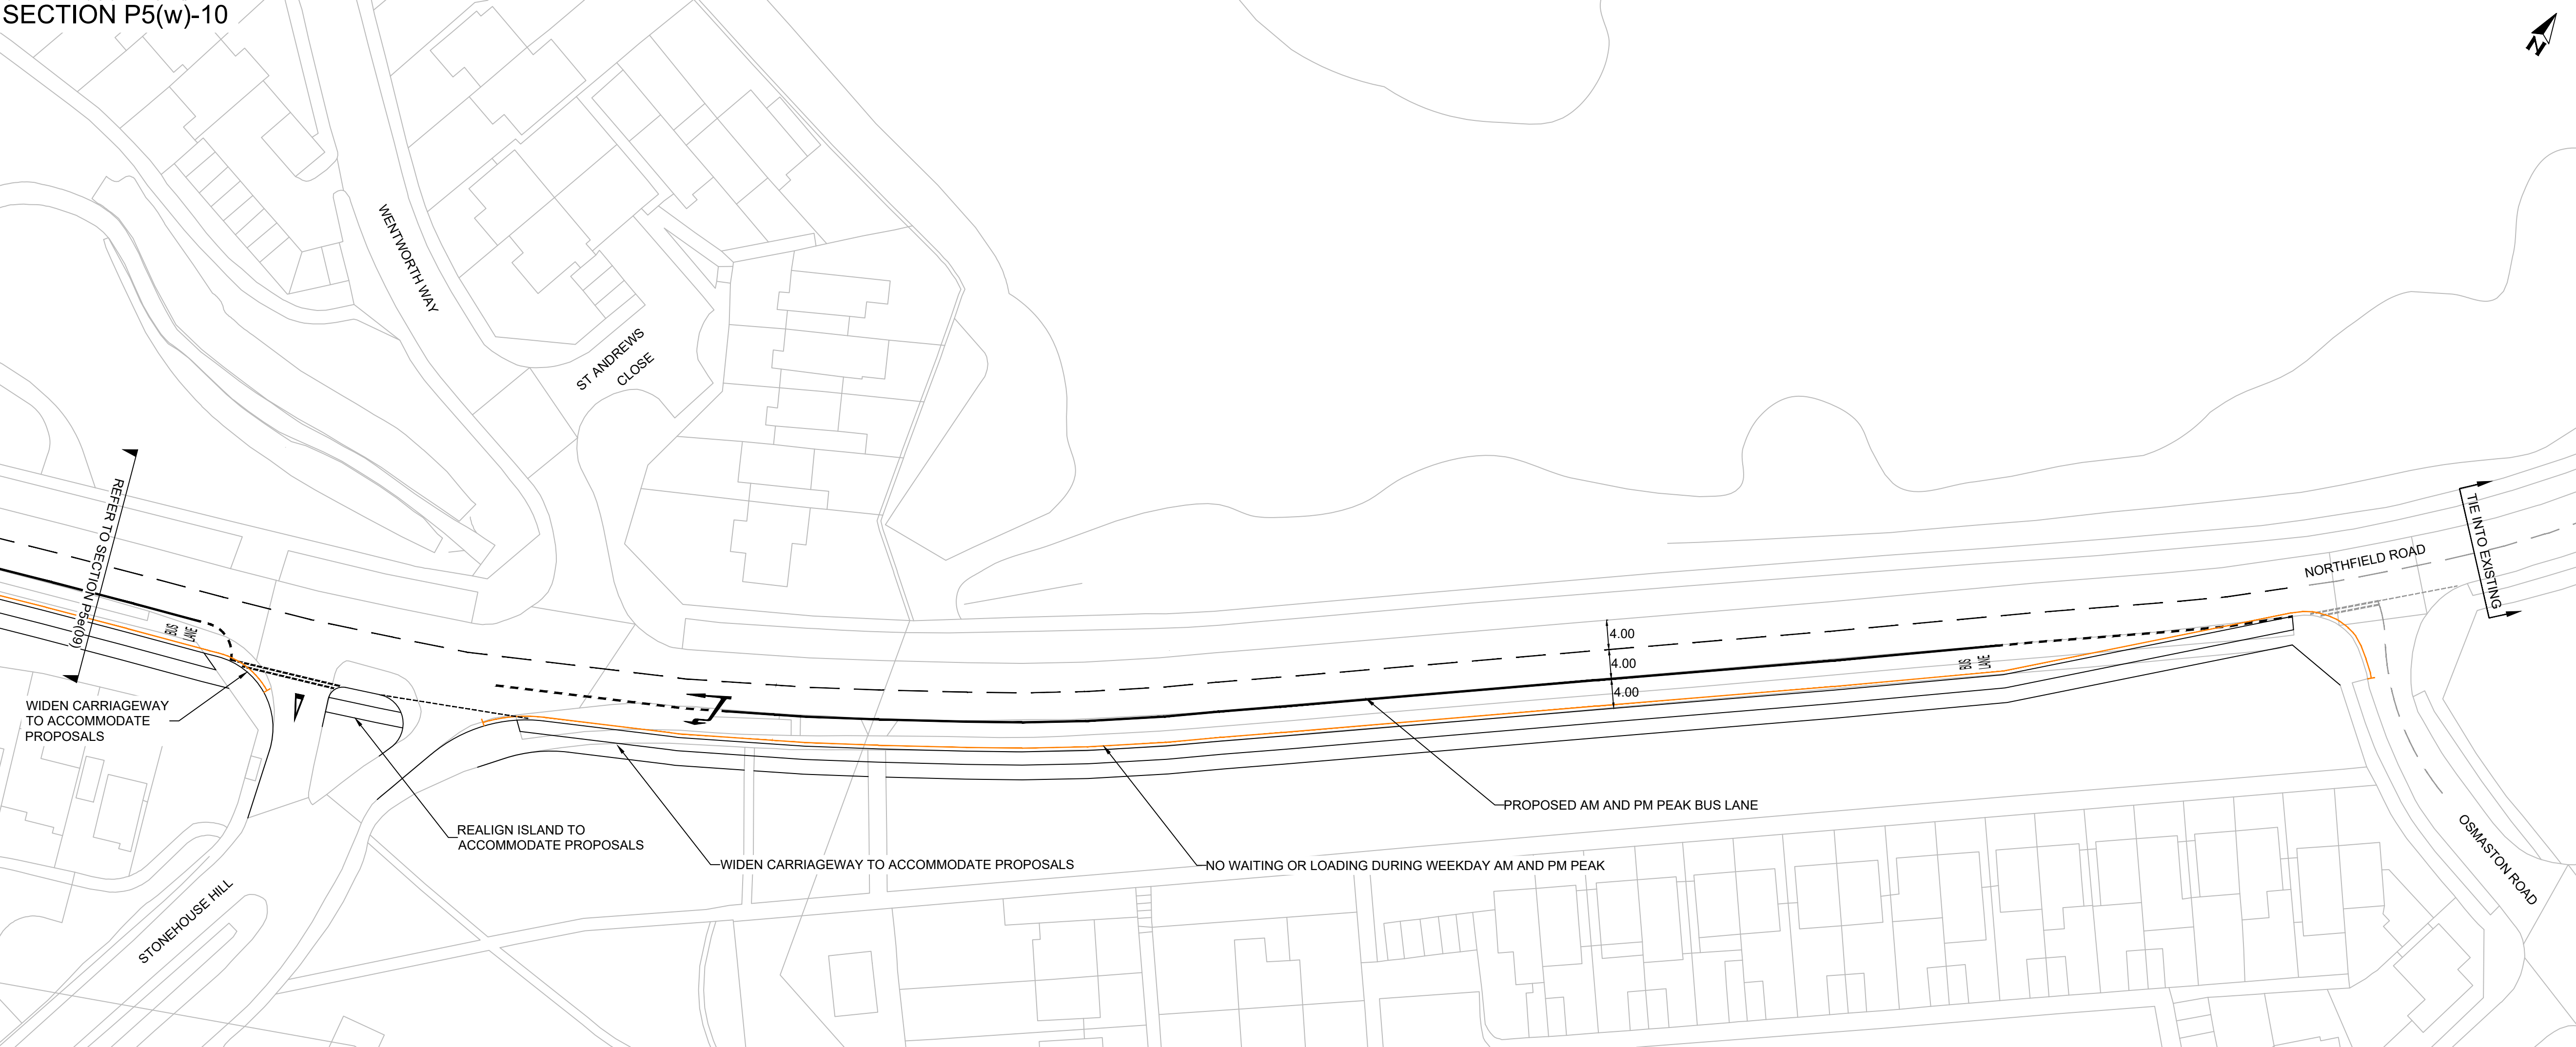 SECTION P5(w)-10
N
WENTWORTH WAY
ST ANDREWS
CLOSE
REFER TO SECTION P5e(09)
TIE INTO EXISTING
NORTHFIELD ROAD
BUS
LANE
4.00
4.00
4.00
BUS
LANE
WIDEN CARRIAGEWAY
TO ACCOMMODATE
PROPOSALS
PROPOSED AM AND PM PEAK BUS LANE
REALIGN ISLAND TO
ACCOMMODATE PROPOSALS
WIDEN CARRIAGEWAY TO ACCOMMODATE PROPOSALS
NO WAITING OR LOADING DURING WEEKDAY AM AND PM PEAK
OSMASTON ROAD
STONEHOUSE HILL